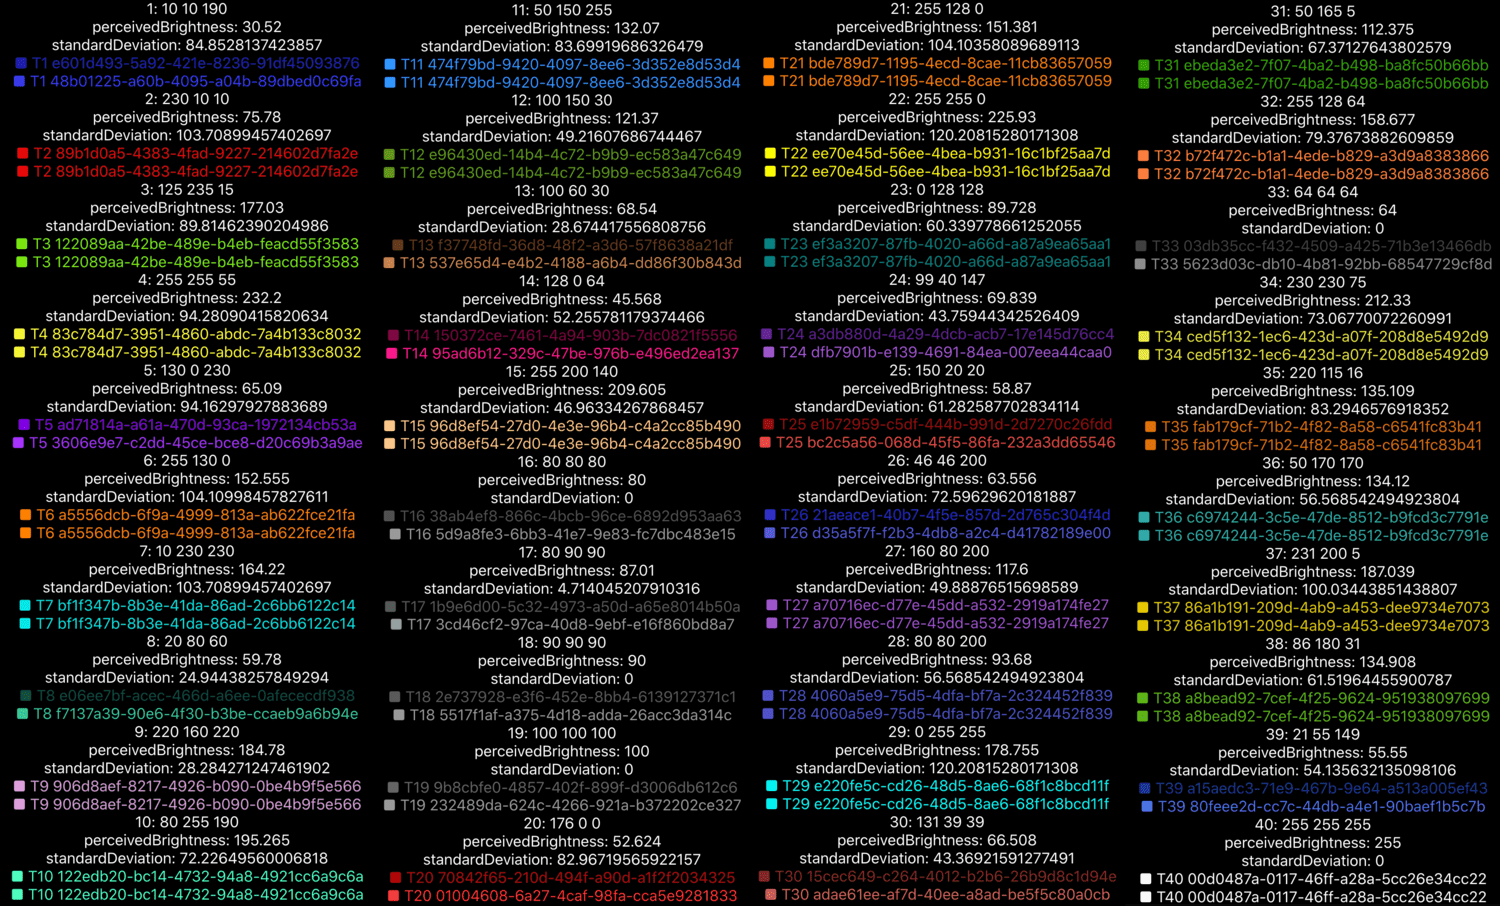 1: 10 10 190
perceivedBrightness: 30.52
standardDeviation: 84.8528137423857
T1 e601d493-5a92-421e-8236-91df45093876
T1 48b01225-a60b-4095-a04b-89dbed0c69fa
2: 230 10 10
perceivedBrightness: 75.78
standardDeviation: 103.708994574027​97
T2 89b1d0a5-4383-4fad-9227-214602d7fa2e
T2 89b1d0a5-4383-4fad-9227-214602d7fa2e
3: 125 235 15
perceivedBrightness: 177.03
standardDeviation: 89.81462390204986
T3 122089aa-42be-489e-b4eb-feacd55f3583
T3 122089aa-42be-489e-b4eb-feacd55f3583
4: 255 255 55
perceivedBrightness: 232.2
standardDeviation: 94.28090415820634
T4 83c784d7-3951-4860-abdc-7a4b133c8032
T4 83c784d7-3951-4860-abdc-7a4b133c8032
5: 130 0 230
perceivedBrightness: 65.09
standardDeviation: 94.16297927883689
T5 ad71814a-a61a-470d-93ca-1972134cb53a
T5 3606e9e7-c2dd-45ce-bce8-d20c69b3a9ae
6: 255 130 0
perceivedBrightness: 152.555
standardDeviation: 104.10998457827611
T6 a5556dcb-6f9a-4999-813a-ab622fce21fa
T6 a5556dcb-6f9a-4999-813a-ab622fce21fa
7: 10 230 230
perceivedBrightness: 164.22
standardDeviation: 103.708999457402697
T7 bf1f347b-8b3e-41da-86ad-2c6bb6122c14
T7 bf1f347b-8b3e-41da-86ad-2c6bb6122c14
8: 20 80 60
perceivedBrightness: 59.78
standardDeviation: 24.94438257849294
T8 e06ee7bf-acec-466d-a6ee-0afececdf938
T8 f7137a39-90e6-4f30-b3be-ccaeb9a6b94e
9: 220 160 220
perceivedBrightness: 184.78
standardDeviation: 28.284271247461902
T9 906d8aef-8217-4926-b090-0be4b9f5e566
T9 906d8aef-8217-4926-b090-0be4b9f5e566
10: 80 255 190
perceivedBrightness: 195.265
standardDeviation: 72.22649560006818
T10 122edb20-bc14-4732-94a8-4921cc6a9c6a
T10 122edb20-bc14-4732-94a8-4921cc6a9c6a
11: 50 150 255
perceivedBrightness: 132.07
standardDeviation: 83.69919686326479
T11 474f79bd-9420-4097-8ee6-3d352e8d53d4
T11 474f79bd-9420-4097-8ee6-3d352e8d53d4
12: 100 150 30
perceivedBrightness: 121.37
standardDeviation: 49.21607686744467
T12 e96430ed-14b4-4c72-b9b9-ec583a47c649
T12 e96430ed-14b4-4c72-b9b9-ec583a47c649
13: 100 60 30
perceivedBrightness: 68.54
standardDeviation: 28.674417556808756
T13 f37748fd-36d8-48f2-a3d6-57f8638a21df
T13 537e65d4-e4b2-4188-a6b4-dd86f30b843d
14: 128 0 64
perceivedBrightness: 45.568
standardDeviation: 52.255781179374466
T14 150372ce-7461-4a94-903b-7dc0821f5556
T14 95ad6b12-329c-47be-976b-e496ed2ea137
15: 255 200 140
perceivedBrightness: 209.605
standardDeviation: 46.96334267868457
T15 96d8ef54-27d0-4e3e-96b4-c4a2cc85b490
T15 96d8ef54-27d0-4e3e-96b4-c4a2cc85b490
16: 80 80 80
perceivedBrightness: 80
standardDeviation: 0
T16 38ab4ef8-866c-4bcb-96ce-6892d953aa63
T16 5d9a8fe3-6bb3-41e7-9e83-fc7dbc483e15
17: 80 90 90
perceivedBrightness: 87.01
standardDeviation: 4.714045207910316
T17 1b9e6d00-5c32-4973-a50d-a65e8014b50a
T17 3cd46cf2-97ca-40d8-9ebf-e16f860bd8a7
18: 90 90 90
perceivedBrightness: 90
standardDeviation: 0
T18 2e737928-e3f6-452e-8bb4-6139127371c1
T18 5517f1af-a375-4d18-adda-26acc3da314c
19: 100 100 100
perceivedBrightness: 100
standardDeviation: 0
T19 9b8cbfe0-4857-402f-899f-d3006db612c6
T19 232489da-624c-4266-921a-b372202ce327
20: 176 0 0
perceivedBrightness: 52.624
standardDeviation: 82.96719565922157
T20 70842f65-210d-494f-a90d-a1f2f2034325
T20 01004608-6a27-4caf-98fa-cca5e9281833
21: 255 128 0
perceivedBrightness: 151.381
standardDeviation: 104.10358089689113
T21 bde789d7-1195-4ecd-8cae-11cb83657059
T21 bde789d7-1195-4ecd-8cae-11cb83657059
22: 255 255 0
perceivedBrightness: 225.93
standardDeviation: 120.20815280171308
T22 ee70e45d-56ee-4bea-b931-16c1bf25aa7d
T22 ee70e45d-56ee-4bea-b931-16c1bf25aa7d
23: 0 128 128
perceivedBrightness: 89.728
standardDeviation: 60.339778661252055
T23 ef3a3207-87fb-4020-a66d-a87a9ea65aa1
T23 ef3a3207-87fb-4020-a66d-a87a9ea65aa1
24: 99 40 147
perceivedBrightness: 69.839
standardDeviation: 43.75944342526409
T24 a3db880d-4a29-4dcb-acb7-17e145d76cc4
T24 dfb7901b-e139-4691-84ea-007eea44caa0
25: 150 20 20
perceivedBrightness: 58.87
standardDeviation: 61.282587702834114
T25 e1b72959-c5df-444b-991d-2d7270c26fdd
T25 bc2c5a56-068d-45f5-86fa-232a3dd65546
26: 46 46 200
perceivedBrightness: 63.556
standardDeviation: 72.59629620181887
T26 21aeace1-40b7-4f5e-857d-2d765c304f4d
T26 d35a5f7f-f2b3-4db8-a2c4-d41782189e00
27: 160 80 200
perceivedBrightness: 117.6
standardDeviation: 49.88876515698589
T27 a70716ec-d77e-45dd-a532-2919a174fe27
T27 a70716ec-d77e-45dd-a532-2919a174fe27
28: 80 80 200
perceivedBrightness: 93.68
standardDeviation: 56.568542494923804
T28 4060a5e9-75d5-4dfa-bf7a-2c324452f839
T28 4060a5e9-75d5-4dfa-bf7a-2c324452f839
29: 0 255 255
perceivedBrightness: 178.755
standardDeviation: 120.20815280171308
T29 e220fe5c-cd26-48d5-8ae6-68f1c8bcd11f
T29 e220fe5c-cd26-48d5-8ae6-68f1c8bcd11f
30: 131 39 39
perceivedBrightness: 66.508
standardDeviation: 43.36921591277491
T30 15cec649-c264-4012-b2b6-26b9d8c1d94e
T30 adae61ee-af7d-40ee-a8ad-be5f5c80a0cb
31: 50 165 5
perceivedBrightness: 112.375
standardDeviation: 67.37127643802579
T31 ebeda3e2-7f07-4ba2-b498-ba8fc50b66bb
T31 ebeda3e2-7f07-4ba2-b498-ba8fc50b66bb
32: 255 128 64
perceivedBrightness: 158.677
standardDeviation: 79.3767388​2609859
T32 b72f472c-b1a1-4ede-b829-a3d9a8383866
T32 b72f472c-b1a1-4ede-b829-a3d9a8383866
33: 64 64 64
perceivedBrightness: 64
standardDeviation: 0
T33 03db35cc-f432-4509-a425-71b3e13466db
T33 5623d03c-db10-4b81-92bb-68547729cf8d
34: 230 230 75
perceivedBrightness: 212.33
standardDeviation: 73.06770072260991
T34 ced5f132-1ec6-423d-a07f-208d8e5492d9
T34 ced5f132-1ec6-423d-a07f-208d8e5492d9
35: 220 115 16
perceivedBrightness: 135.109
standardDeviation: 83.2946576918352
T35 fab179cf-71b2-4f82-8a58-c6541fc83b41
T35 fab179cf-71b2-4f82-8a58-c6541fc83b41
36: 50 170 170
perceivedBrightness: 134.12
standardDeviation: 56.568542494923804
T36 c6974244-3c5e-47de-8512-b9fcd3c7791e
T36 c6974244-3c5e-47de-8512-b9fcd3c7791e
37: 231 200 5
perceivedBrightness: 187.039
standardDeviation: 100.03443851438807
T37 86a1b191-209d-4ab9-a453-dee9734e7073
T37 86a1b191-209d-4ab9-a453-dee9734e7073
38: 86 180 31
perceivedBrightness: 134.908
standardDeviation: 61.51964455900787
T38 a8bead92-7cef-4f25-9624-951938097699
T38 a8bead92-7cef-4f25-9624-951938097699
39: 21 55 149
perceivedBrightness: 55.55
standardDeviation: 54.135632135098106
T39 a15aedc3-71e9-467b-9e64-a513a005ef43
T39 80feee2d-cc7c-44db-a4e1-90baef1b5c7b
40: 255 255 255
perceivedBrightness: 255
standardDeviation: 0
T40 00d0487a-0117-46ff-a28a-5cc26e34cc22
T40 00d0487a-0117-46ff-a28a-5cc26e34cc22